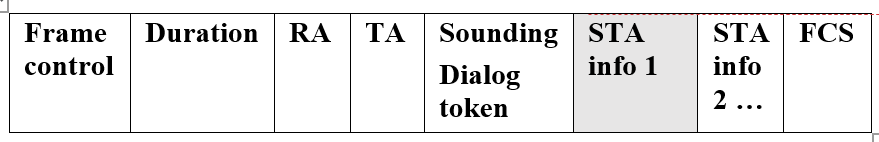 Frame control
Duration
RA
TA
Sounding
Dialog token
STA info 1
STA info 2 …
FCS